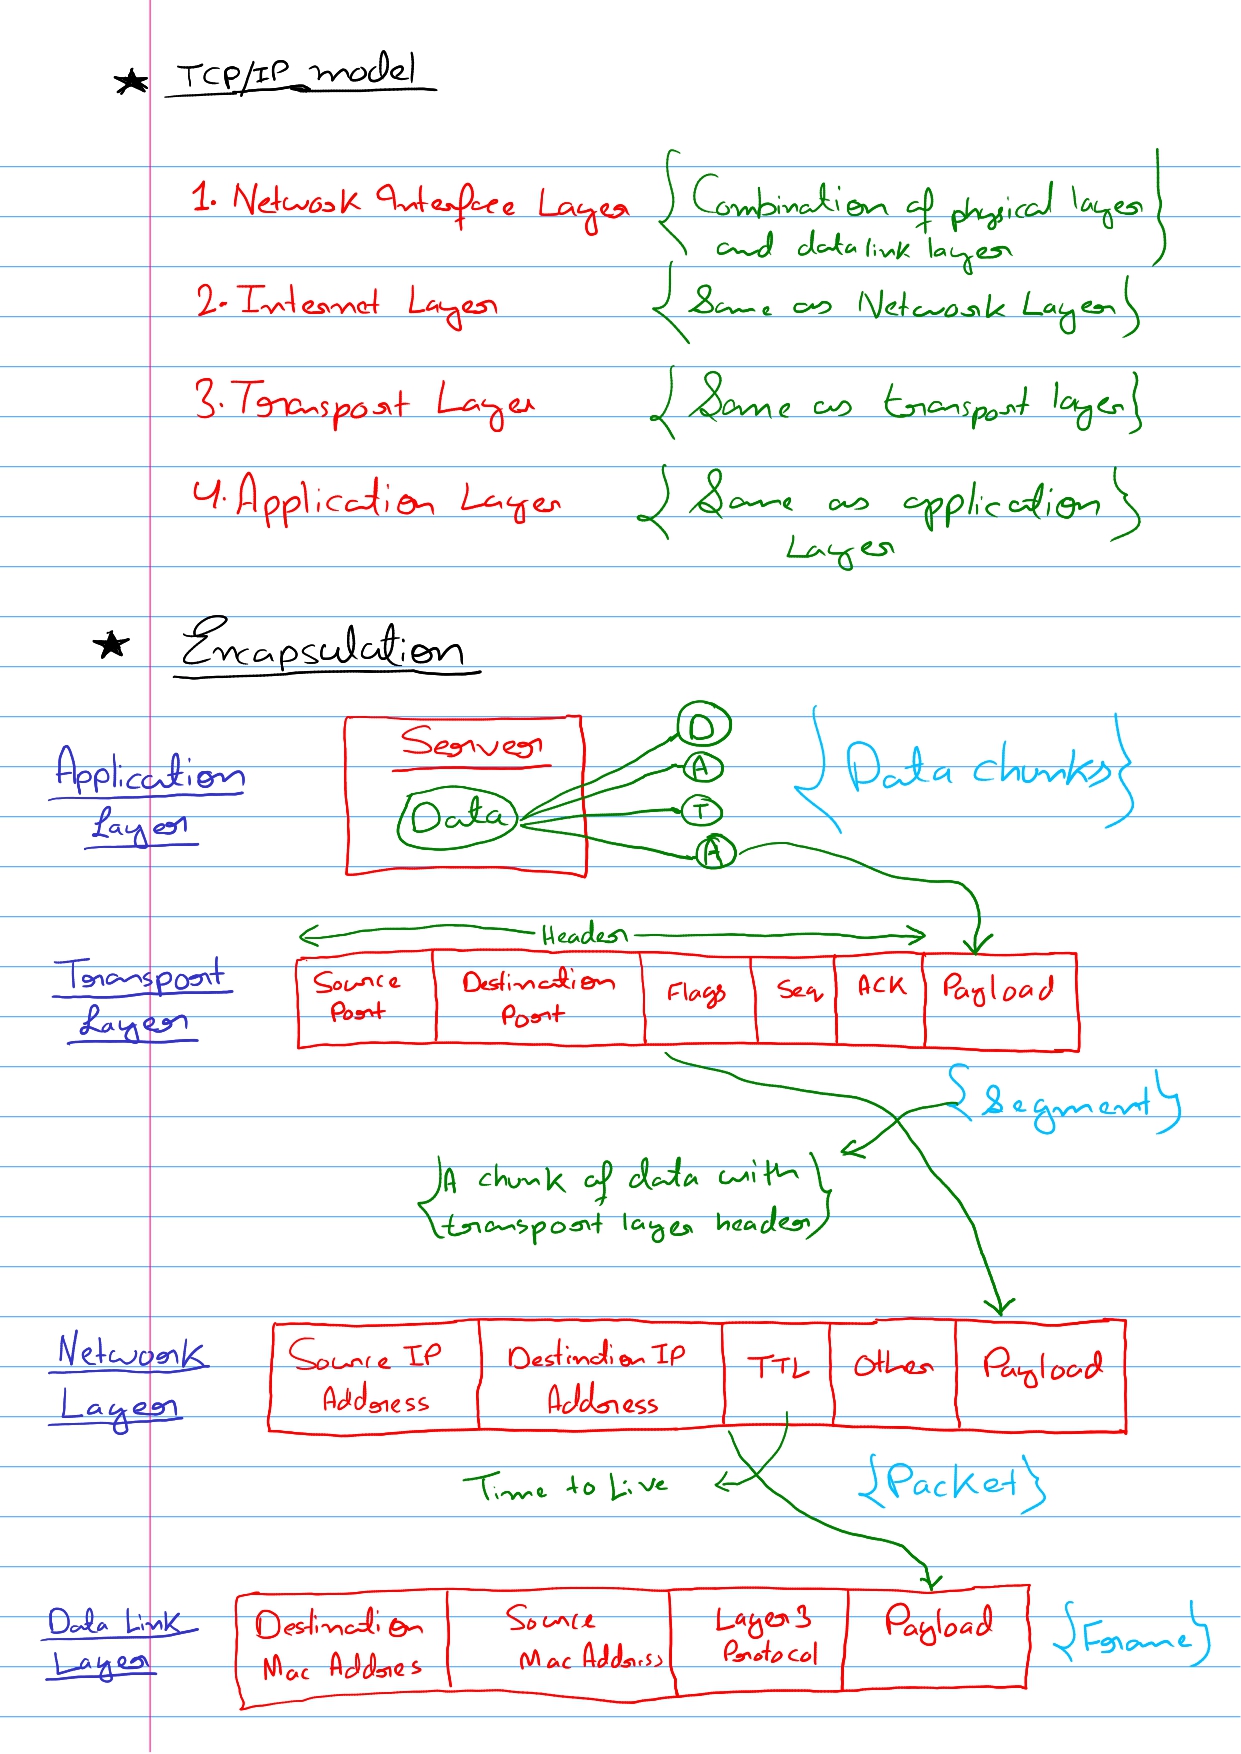 ★ TCP/IP model
1. Network Interface Layer { Combination of physical layer
and datalink layer }
2. Internet Layer { Same as Network Layer }
3. Transport Layer { Same as transport layer }
4. Application Layer { Same as application
Layer }
★ Encapsulation
Application
Layer
Server
Data
D
A
T
A
{ Data chunks }
Header
Transport
Layer
Source
Port
Destination
Port
Flags
Seq
ACK
Payload
{ Segment }
{ A chunk of data with
transport layer header }
Network
Layer
Source IP
Address
Destination IP
Address
TTL
Other
Payload
Time to Live
{ Packet }
Data Link
Layer
Destination
Mac Addres
Source
Mac Address
Layer 3
Protocol
Payload
{ Frame }